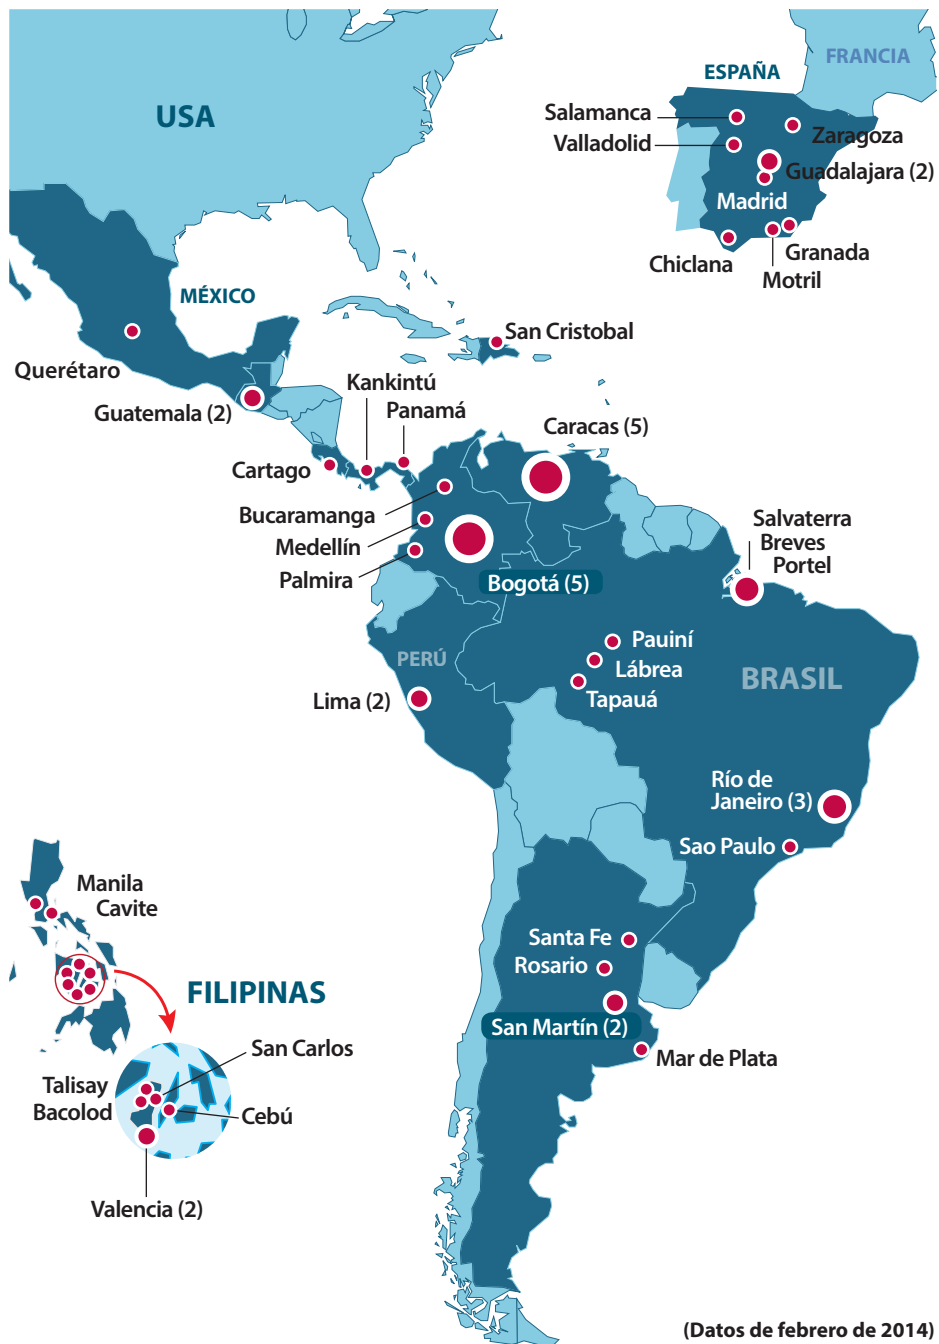 FRANCIA
ESPAÑA
USA
Salamanca
Zaragoza
Valladolid
Guadalajara (2)
Madrid
Granada
Chiclana
Motril
MÉXICO
San Cristobal
Querétaro
Kankintú
Guatemala (2)
Panamá
Caracas (5)
Cartago
Bucaramanga
Medellín
Palmira
Bogotá (5)
Salvaterra
Breves
Portel
Pauiní
Lábrea
Tapauá
PERÚ
BRASIL
Lima (2)
Río de
Janeiro (3)
Sao Paulo
Manila
Cavite
Santa Fe
Rosario
FILIPINAS
San Martín (2)
Mar de Plata
San Carlos
Talisay
Bacolod
Cebú
Valencia (2)
(Datos de febrero de 2014)